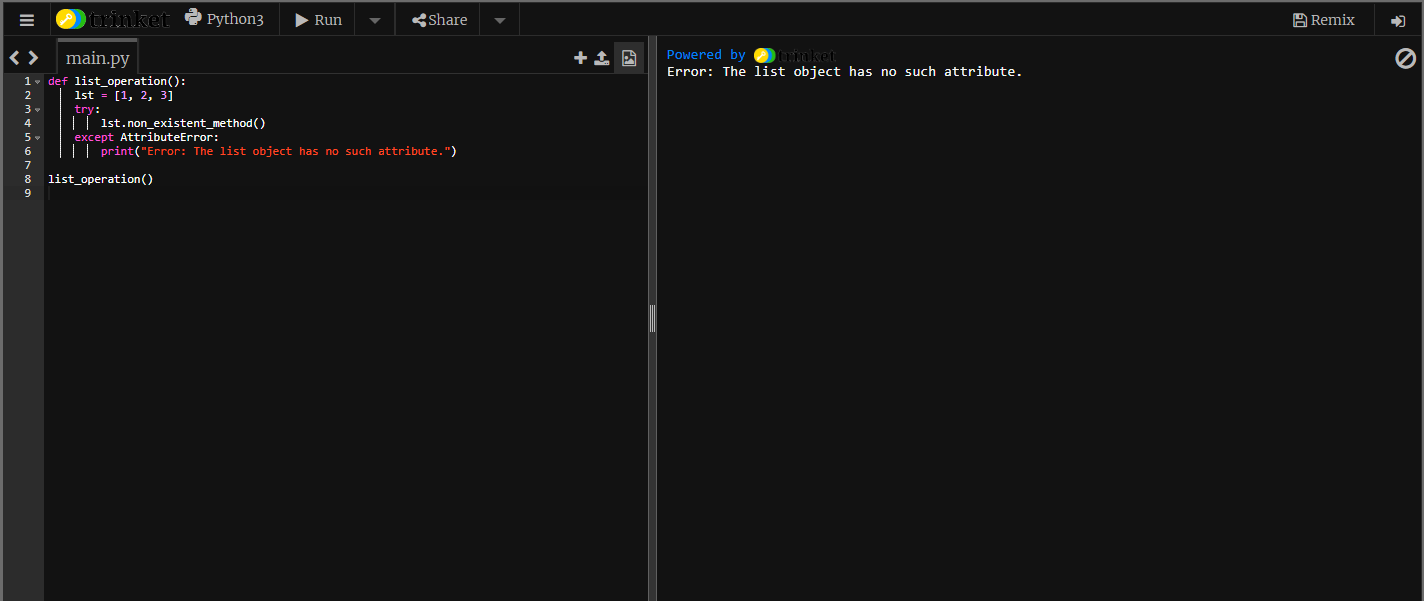 trinket Python3 Run Share Remix
main.py
1 def list_operation():
2 lst = [1, 2, 3]
3 try:
4 lst.non_existent_method()
5 except AttributeError:
6 print("Error: The list object has no such attribute.")
7
8 list_operation()
9
Powered by trinket
Error: The list object has no such attribute.